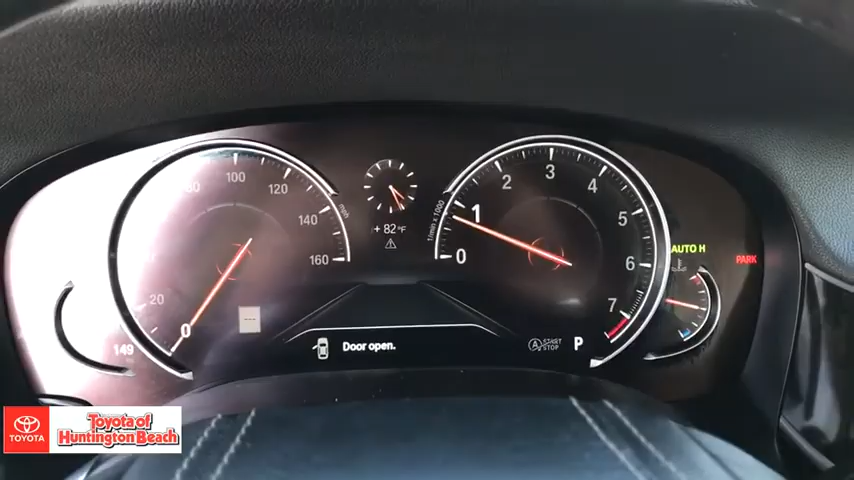 100
120
140
160
20
0
mph
149
+ 82°F
---
Door open.
1/min x 1000
0
1
2
3
4
5
6
7
START
STOP
P
AUTO H
PARK
TOYOTA
Toyota of
Huntington Beach